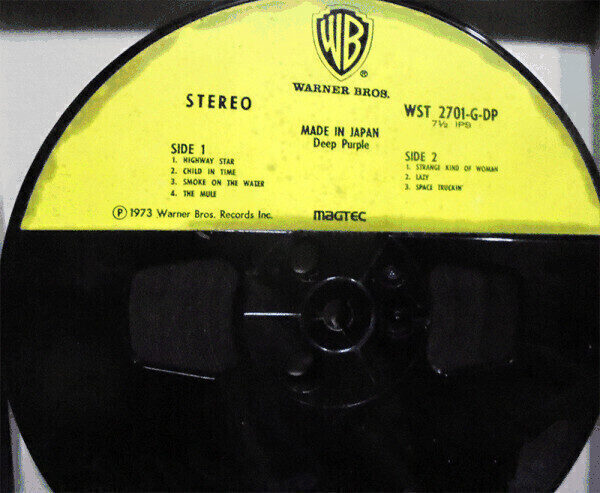 WB
®
WARNER BROS.
STEREO
WST 2701-G-DP
7½ IPS
MADE IN JAPAN
Deep Purple
SIDE 1
1. HIGHWAY STAR
2. CHILD IN TIME
3. SMOKE ON THE WATER
4. THE MULE
SIDE 2
1. STRANGE KIND OF WOMAN
2. LAZY
3. SPACE TRUCKIN'
Ⓟ 1973 Warner Bros. Records Inc.
MAGTEC